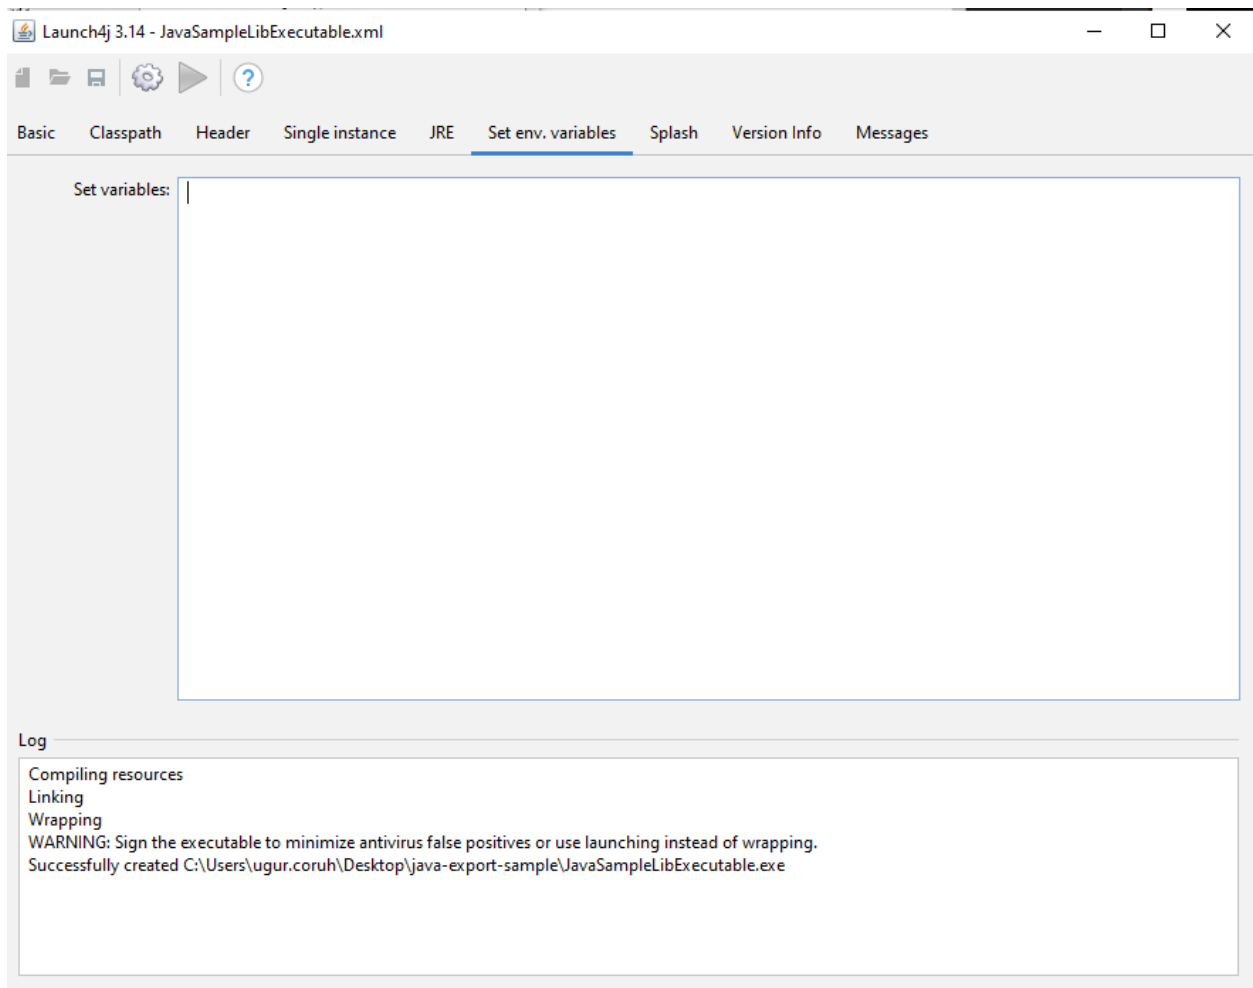 Launch4j 3.14 - JavaSampleLibExecutable.xml
?
Basic Classpath Header Single instance JRE Set env. variables Splash Version Info Messages
Set variables:
Log
Compiling resources
Linking
Wrapping
WARNING: Sign the executable to minimize antivirus false positives or use launching instead of wrapping.
Successfully created C:\Users\ugur.coruh\Desktop\java-export-sample\JavaSampleLibExecutable.exe